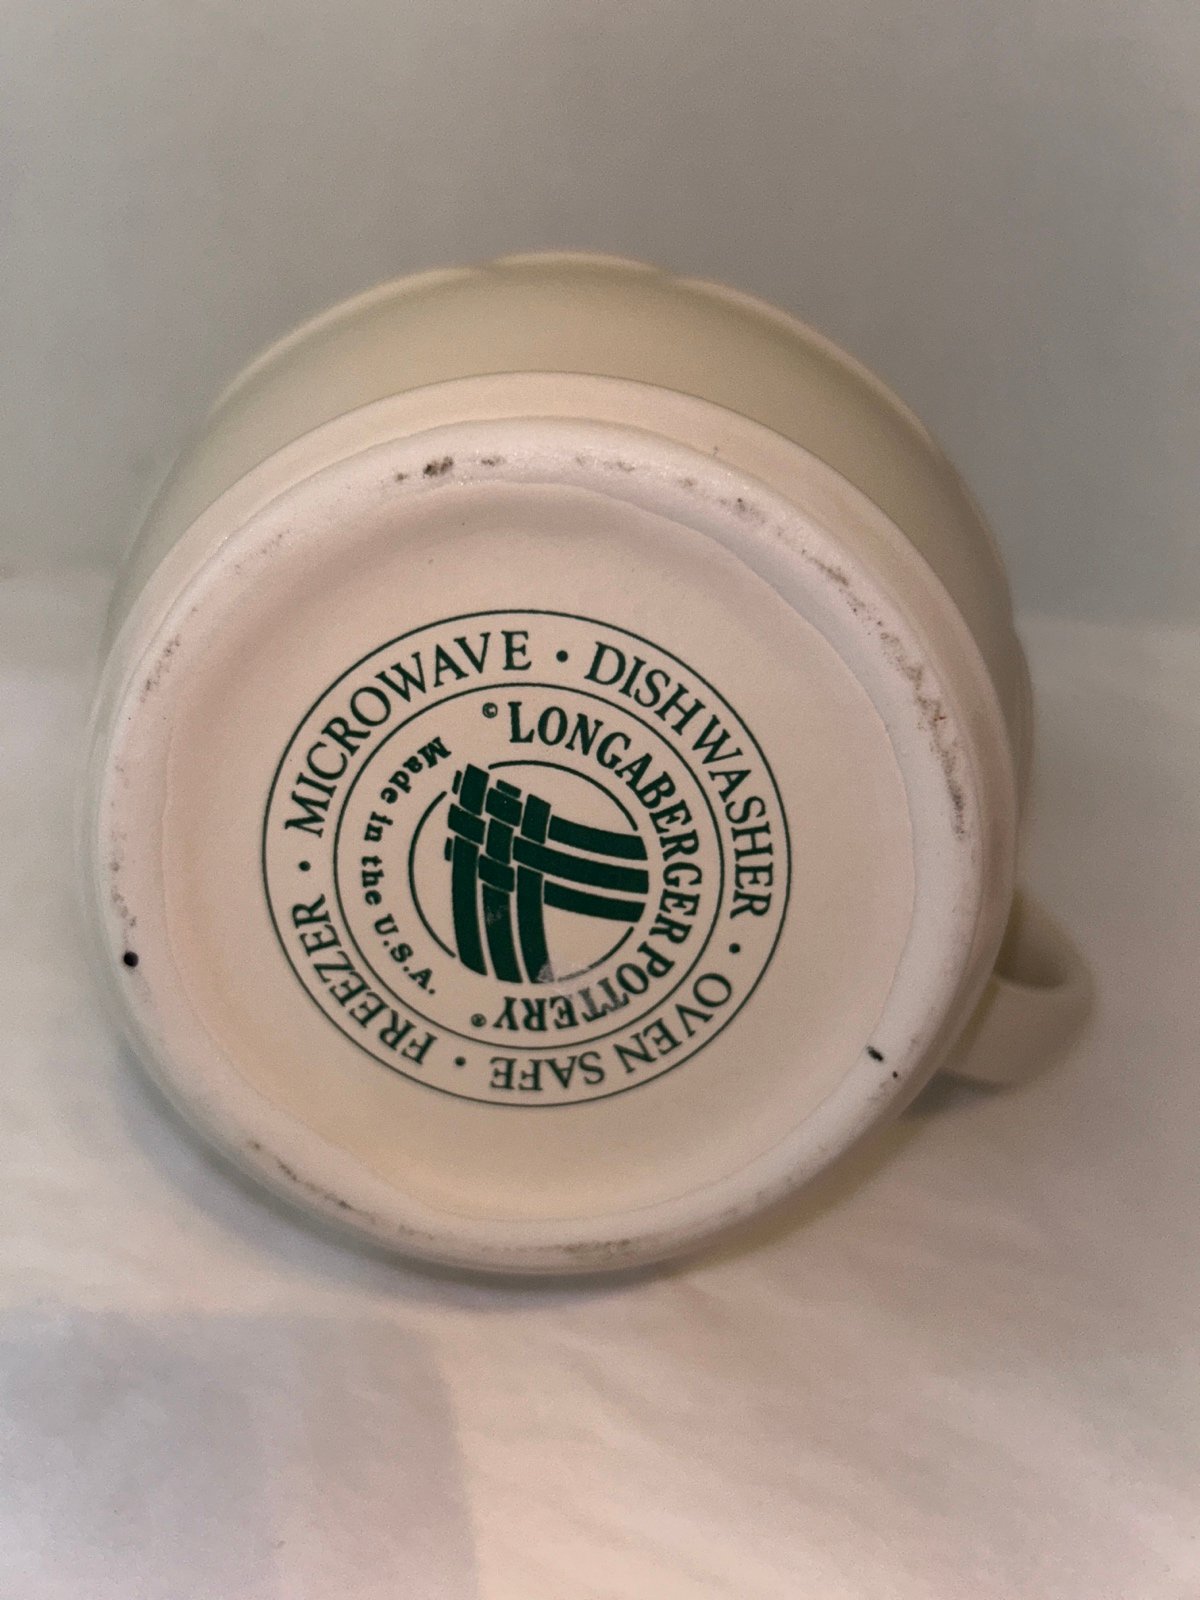 MICROWAVE · DISHWASHER · OVEN SAFE · FREEZER ·
© LONGABERGER POTTERY ®
Made in the U.S.A.